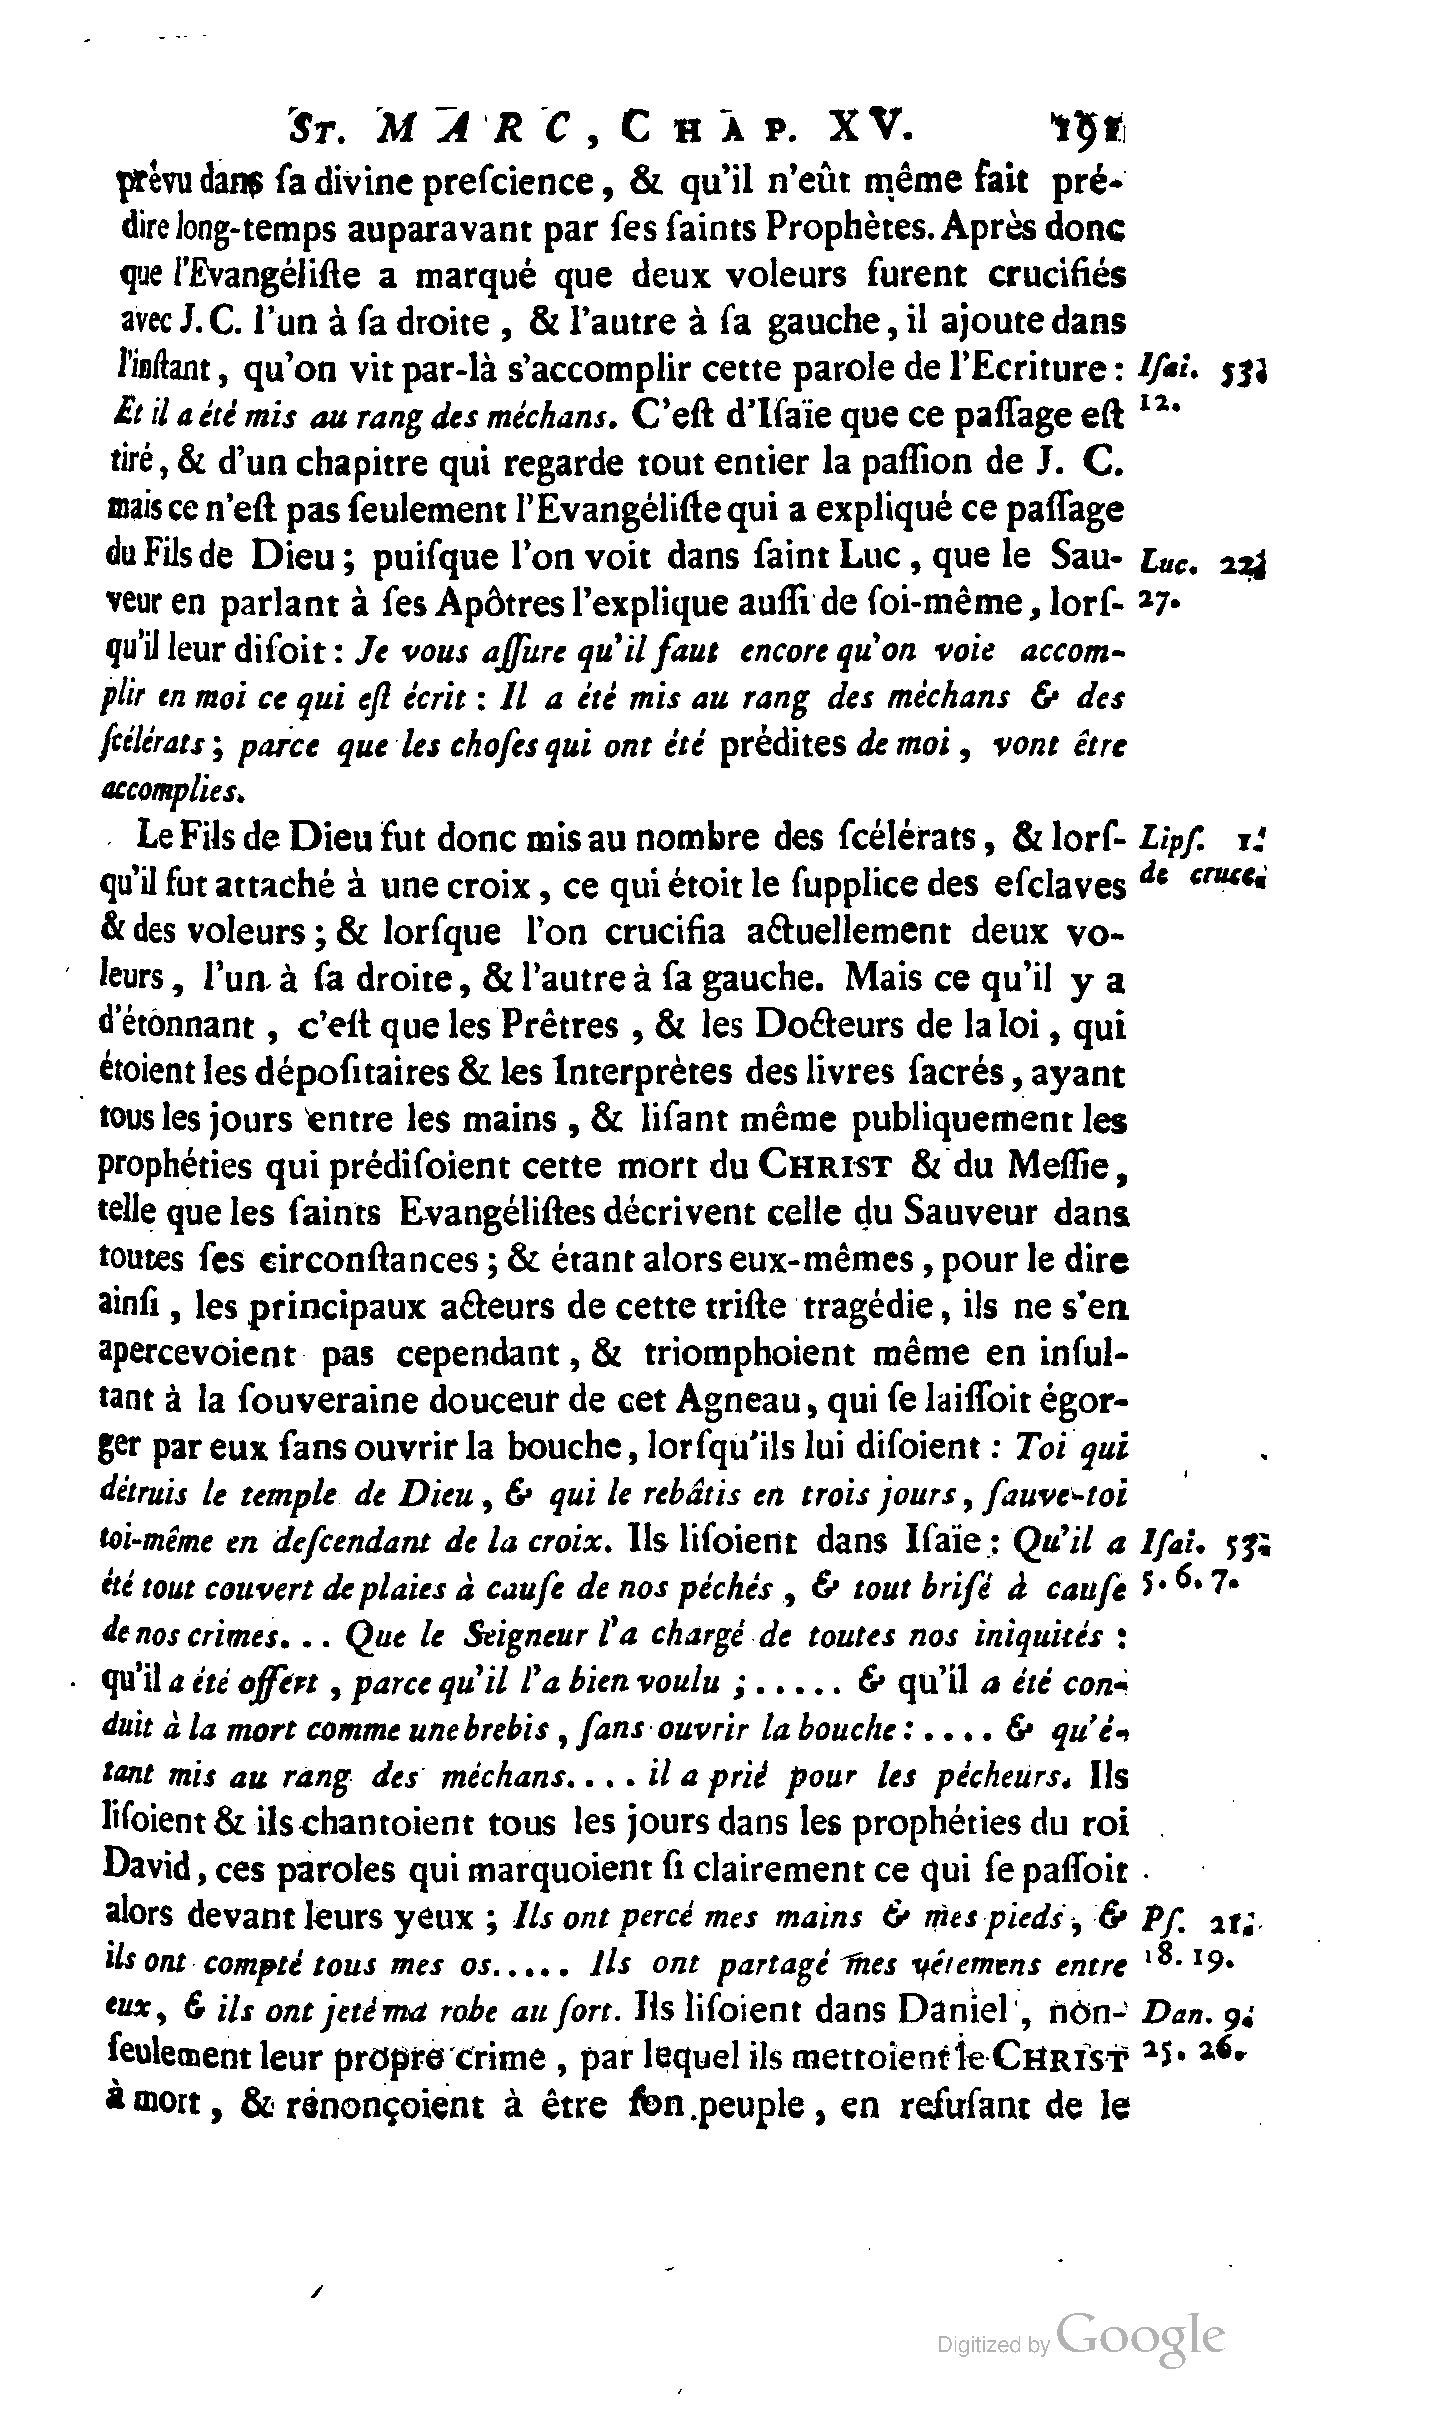 ST. MARC, CHAP. XV. 191
prévu dans ſa divine preſcience, & qu'il n'eût même fait pré-
dire long-temps auparavant par ſes ſaints Prophètes. Après donc
que l'Evangéliſte a marqué que deux voleurs furent crucifiés
avec J. C. l'un à ſa droite, & l'autre à ſa gauche, il ajoute dans
l'inſtant, qu'on vit par-là s'accomplir cette parole de l'Ecriture: Iſai. 53.
Et il a été mis au rang des méchans. C'eſt d'Iſaïe que ce paſſage eſt 12.
tiré, & d'un chapitre qui regarde tout entier la paſſion de J. C.
mais ce n'eſt pas ſeulement l'Evangéliſte qui a expliqué ce paſſage
du Fils de Dieu; puiſque l'on voit dans ſaint Luc, que le Sau- Luc. 22.
veur en parlant à ſes Apôtres l'explique auſſi de ſoi-même, lorſ- 27.
qu'il leur diſoit: Je vous aſſure qu'il faut encore qu'on voie accom-
plir en moi ce qui eſt écrit: Il a été mis au rang des méchans & des
ſcélérats; parce que les choſes qui ont été prédites de moi, vont être
accomplies.
Le Fils de Dieu fut donc mis au nombre des ſcélérats, & lorſ- Lipſ. 1.
qu'il fut attaché à une croix, ce qui étoit le ſupplice des eſclaves de cruce.
& des voleurs; & lorſque l'on crucifia actuellement deux vo-
leurs, l'un à ſa droite, & l'autre à ſa gauche. Mais ce qu'il y a
d'étonnant, c'eſt que les Prêtres, & les Docteurs de la loi, qui
étoient les dépoſitaires & les Interprètes des livres ſacrés, ayant
tous les jours entre les mains, & liſant même publiquement les
prophéties qui prédiſoient cette mort du CHRIST & du Meſſie,
telle que les ſaints Evangéliſtes décrivent celle du Sauveur dans
toutes ſes circonſtances; & étant alors eux-mêmes, pour le dire
ainſi, les principaux acteurs de cette triſte tragédie, ils ne s'en
apercevoient pas cependant, & triomphoient même en inſul-
tant à la ſouveraine douceur de cet Agneau, qui ſe laiſſoit égor-
ger par eux ſans ouvrir la bouche, lorſqu'ils lui diſoient: Toi qui
détruis le temple de Dieu, & qui le rebâtis en trois jours, ſauve-toi
toi-même en deſcendant de la croix. Ils liſoient dans Iſaïe: Qu'il a Iſai. 53.
été tout couvert de plaies à cauſe de nos péchés, & tout briſé à cauſe 5. 6. 7.
de nos crimes... Que le Seigneur l'a chargé de toutes nos iniquités:
qu'il a été offert, parce qu'il l'a bien voulu; ..... & qu'il a été con-
duit à la mort comme une brebis, ſans ouvrir la bouche: .... & qu'é-
tant mis au rang des méchans.... il a prié pour les pécheurs. Ils
liſoient & ils chantoient tous les jours dans les prophéties du roi
David, ces paroles qui marquoient ſi clairement ce qui ſe paſſoit
alors devant leurs yeux; Ils ont percé mes mains & mes pieds, & Pſ. 21.
ils ont compté tous mes os..... Ils ont partagé mes vêtemens entre 18. 19.
eux, & ils ont jeté ma robe au ſort. Ils liſoient dans Daniel, non- Dan. 9.
ſeulement leur propre crime, par lequel ils mettoient le CHRIST 25. 26.
à mort, & rénonçoient à être ſon peuple, en refuſant de le
Digitized by Google